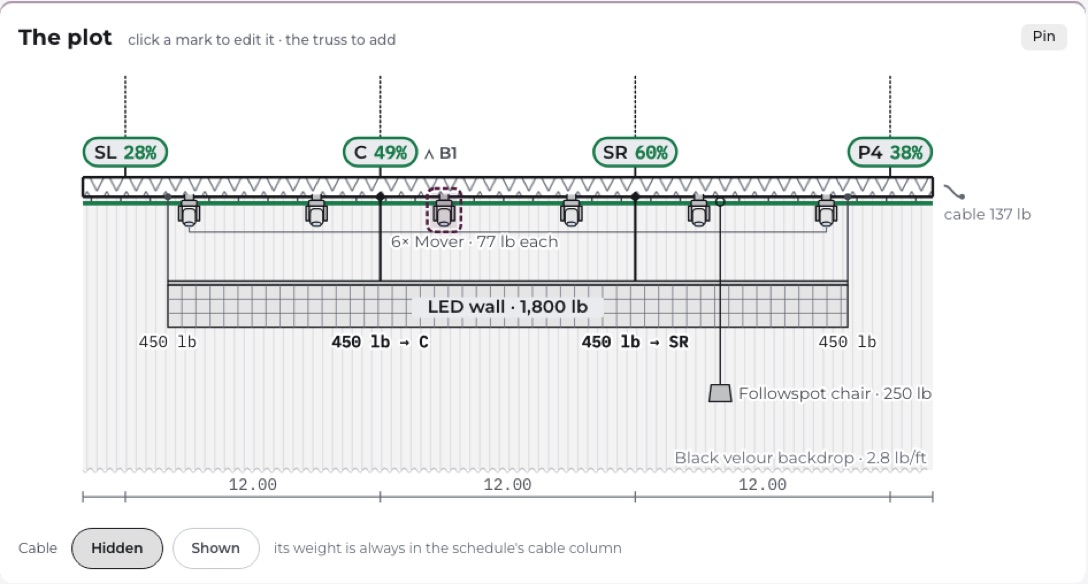 The plot click a mark to edit it · the truss to add
Pin
SL 28%
C 49% ^ B1
SR 60%
P4 38%
cable 137 lb
6× Mover · 77 lb each
LED wall · 1,800 lb
450 lb
450 lb → C
450 lb → SR
450 lb
Followspot chair · 250 lb
Black velour backdrop · 2.8 lb/ft
12.00 12.00 12.00
Cable Hidden Shown its weight is always in the schedule's cable column